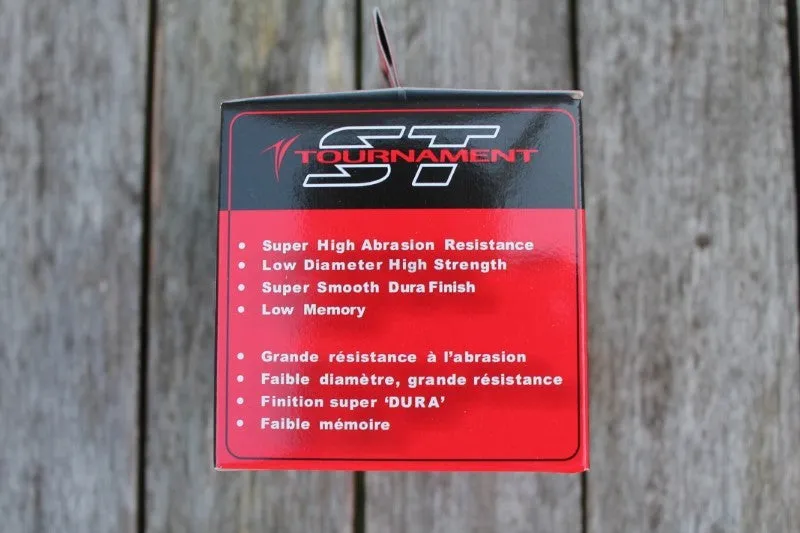 ST
TOURNAMENT
• Super High Abrasion Resistance
• Low Diameter High Strength
• Super Smooth Dura Finish
• Low Memory
• Grande résistance à l'abrasion
• Faible diamètre, grande résistance
• Finition super ‘DURA’
• Faible mémoire